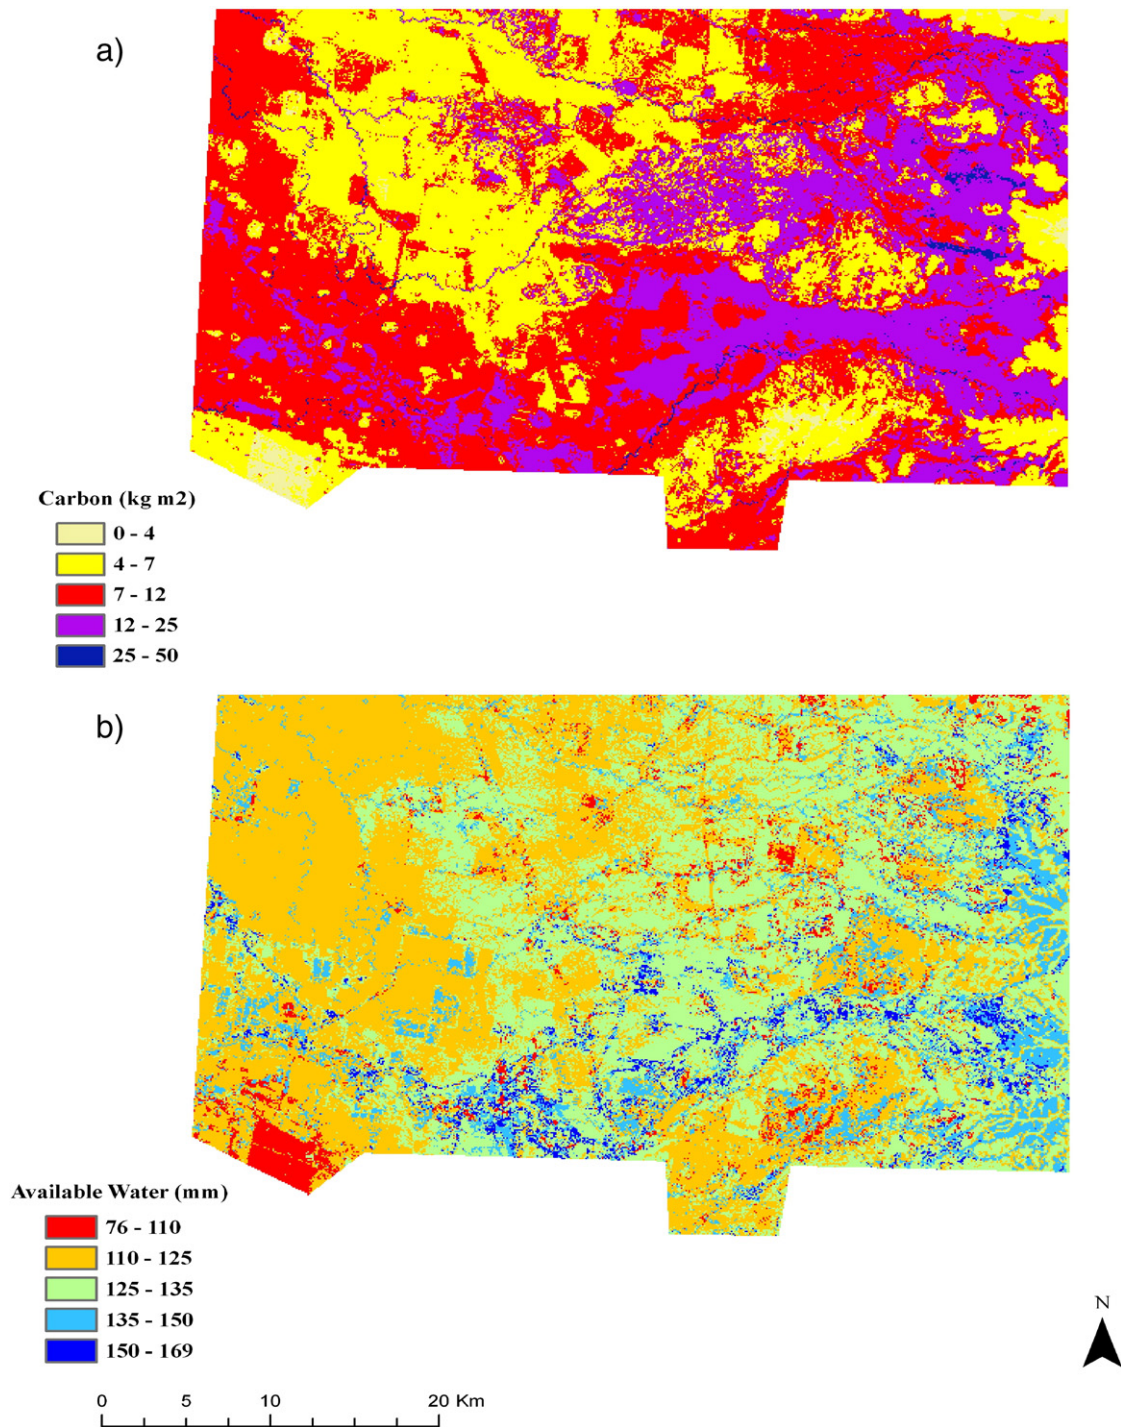 a)
Carbon (kg m2)
0 - 4
4 - 7
7 - 12
12 - 25
25 - 50
b)
Available Water (mm)
76 - 110
110 - 125
125 - 135
135 - 150
150 - 169
N
0 5 10 20 Km